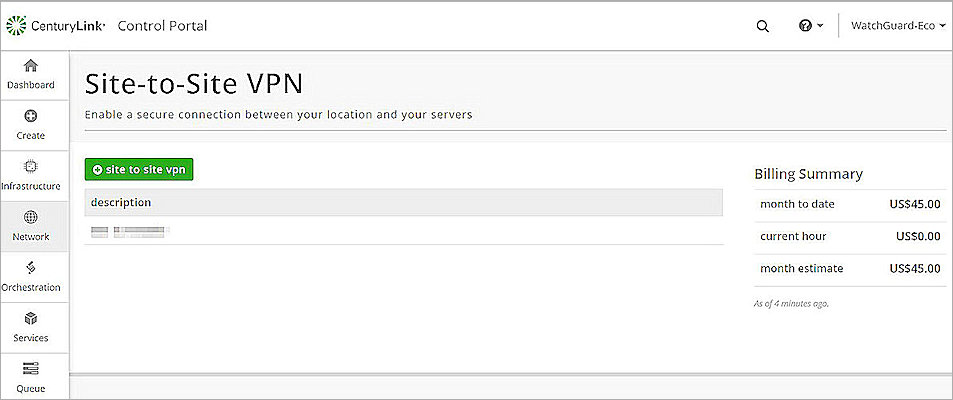 CenturyLink® Control Portal
WatchGuard-Eco
Dashboard
Create
Infrastructure
Network
Orchestration
Services
Queue
Site-to-Site VPN
Enable a secure connection between your location and your servers
site to site vpn
description
Billing Summary
month to date US$45.00
current hour US$0.00
month estimate US$45.00
As of 4 minutes ago.